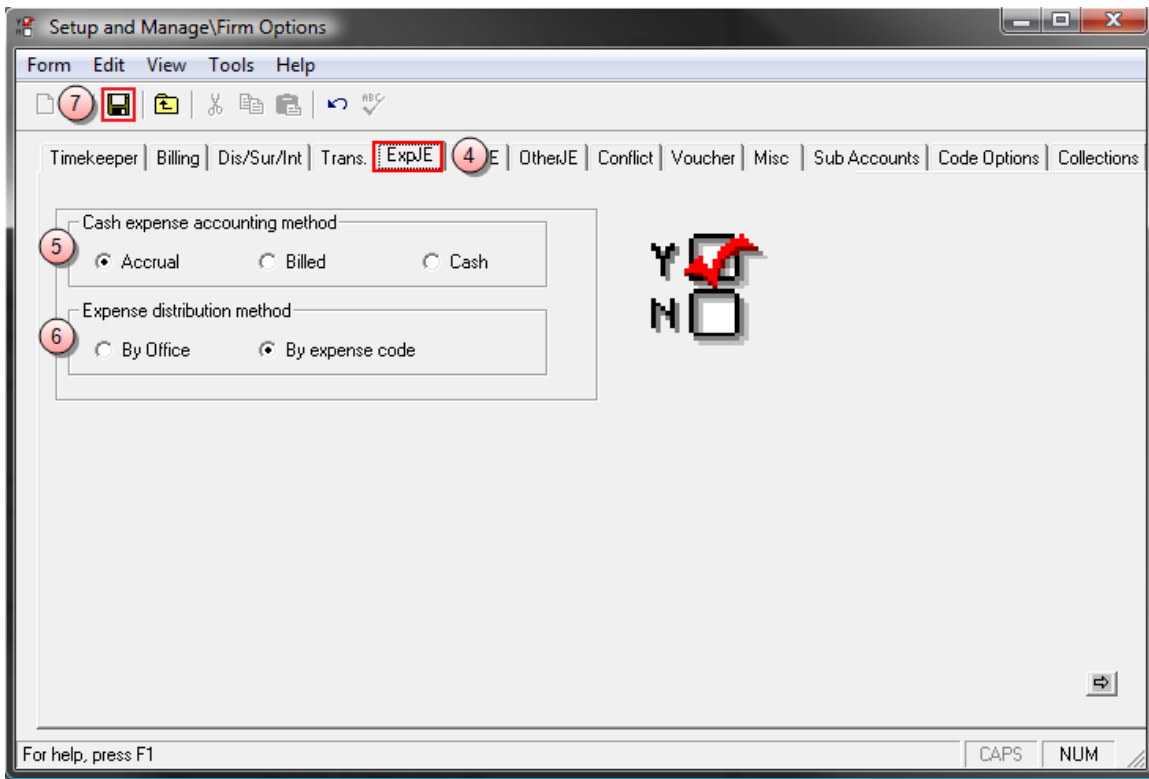 Setup and Manage\Firm Options
Form Edit View Tools Help
7 ABC
Timekeeper Billing Dis/Sur/Int Trans. ExpJE 4 E OtherJE Conflict Voucher Misc Sub Accounts Code Options Collections
Cash expense accounting method
5 Accrual Billed Cash
Y
Expense distribution method
N
6 By Office By expense code
For help, press F1 CAPS NUM